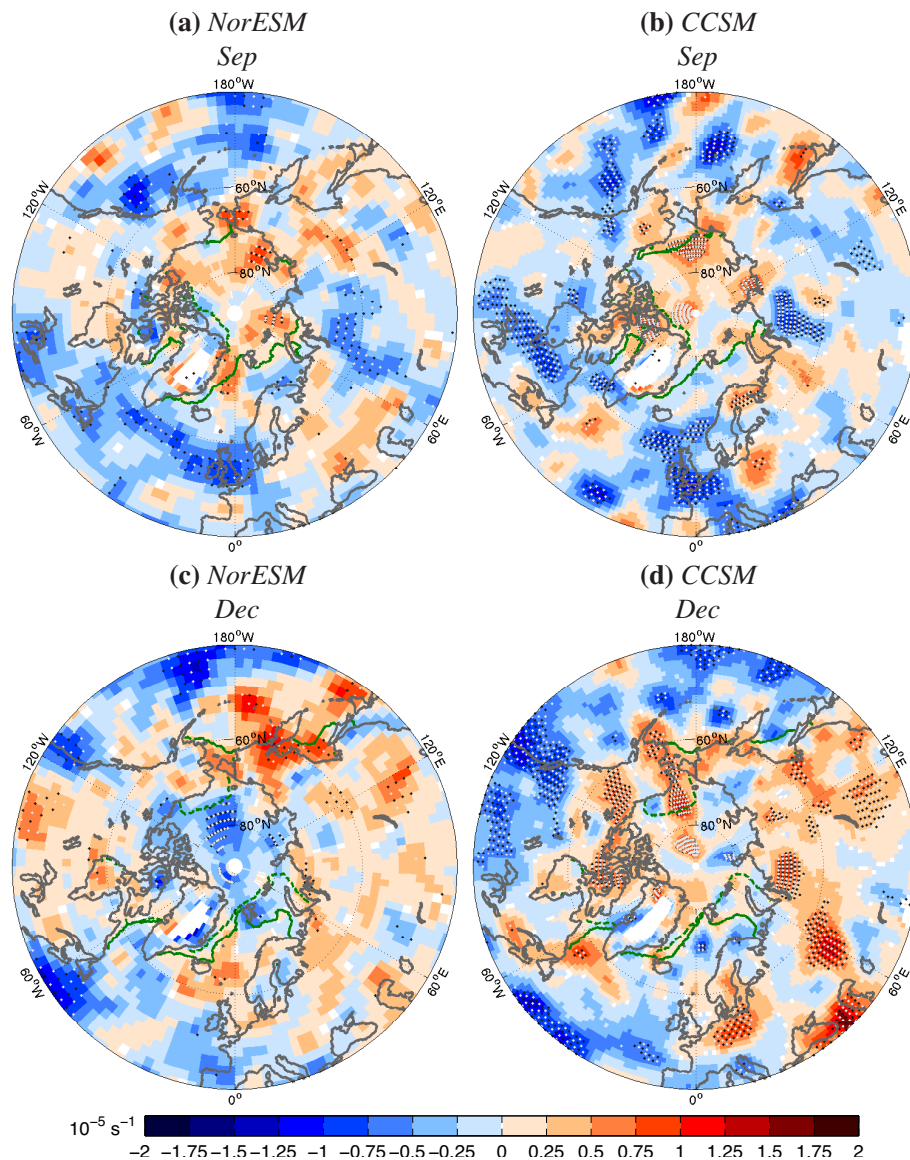 (a) NorESM (b) CCSM
Sep Sep
180°W 180°W
120°W 60°N 120°E 120°W 60°N 120°E
80°N 80°N
60°W 60°E 60°W 60°E
0° 0°
(c) NorESM (d) CCSM
Dec Dec
180°W 180°W
120°W 60°N 120°E 120°W 60°N 120°E
80°N 80°N
60°W 60°E 60°W 60°E
0° 0°
10⁻⁵ s⁻¹
−2 −1.75 −1.5 −1.25 −1 −0.75 −0.5 −0.25 0 0.25 0.5 0.75 1 1.25 1.5 1.75 2